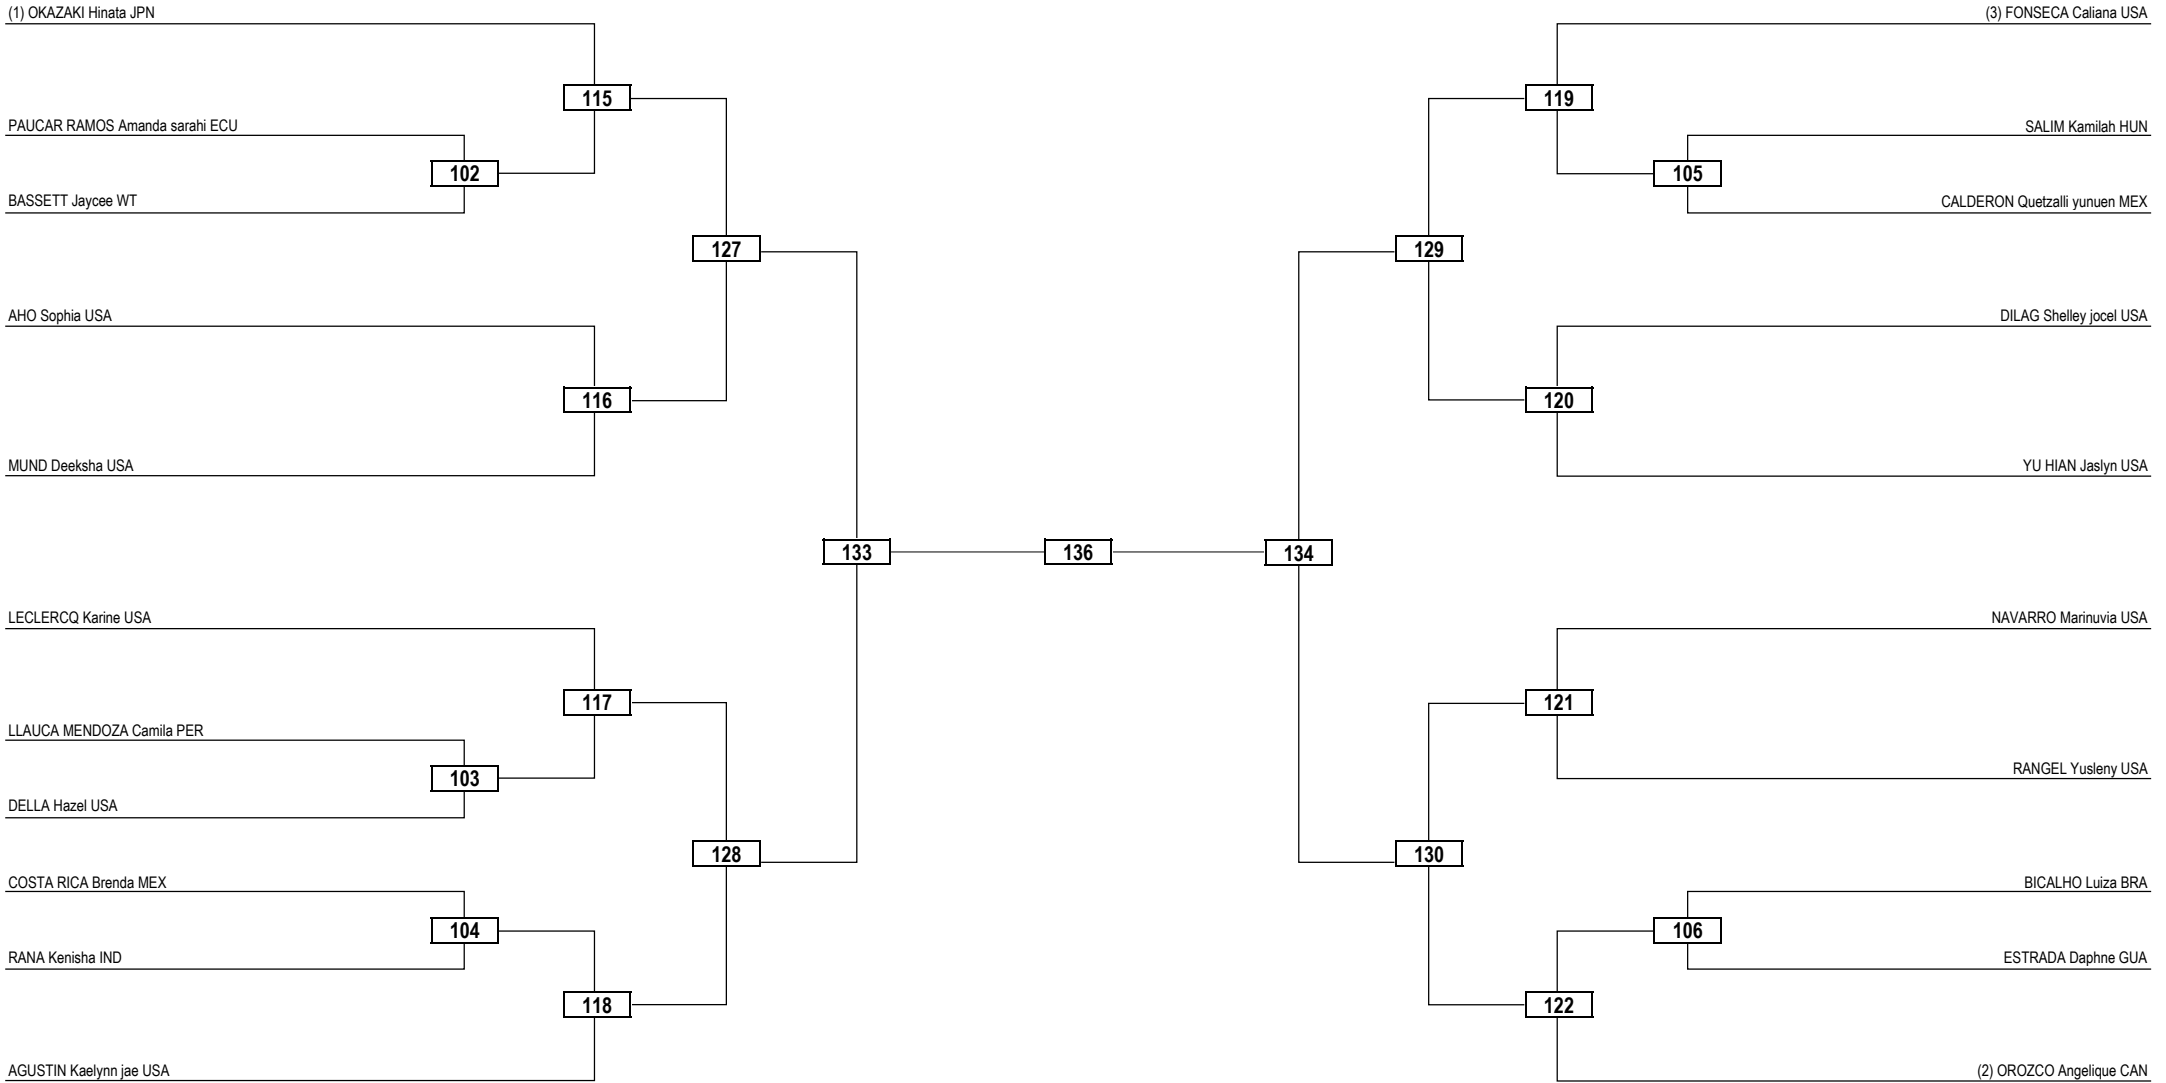 (1) OKAZAKI Hinata JPN
(3) FONSECA Caliana USA
115
119
PAUCAR RAMOS Amanda sarahi ECU
SALIM Kamilah HUN
102
105
BASSETT Jaycee WT
CALDERON Quetzalli yunuen MEX
127
129
AHO Sophia USA
DILAG Shelley jocel USA
116
120
MUND Deeksha USA
YU HIAN Jaslyn USA
133
136
134
LECLERCQ Karine USA
NAVARRO Marinuvia USA
117
121
LLAUCA MENDOZA Camila PER
RANGEL Yusleny USA
103
DELLA Hazel USA
128
130
COSTA RICA Brenda MEX
BICALHO Luiza BRA
104
106
RANA Kenisha IND
ESTRADA Daphne GUA
118
122
AGUSTIN Kaelynn jae USA
(2) OROZCO Angelique CAN